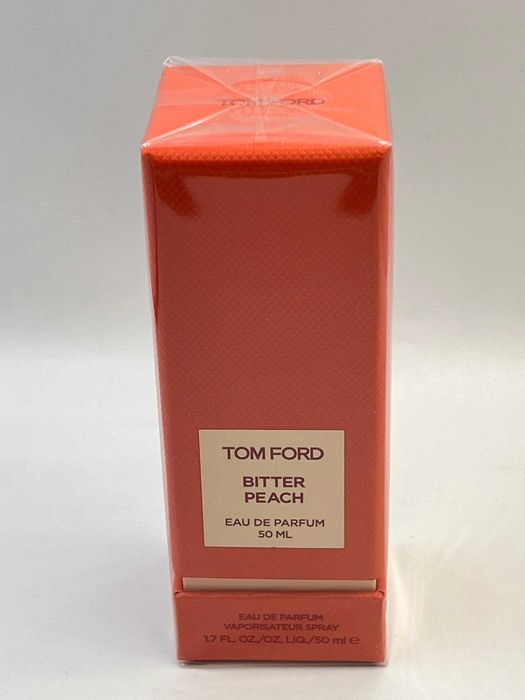 TOM FORD
TOM FORD
BITTER
PEACH
EAU DE PARFUM
50 ML
EAU DE PARFUM
VAPORISATEUR SPRAY
1.7 FL. OZ./OZ. LIQ./50 ml ℮